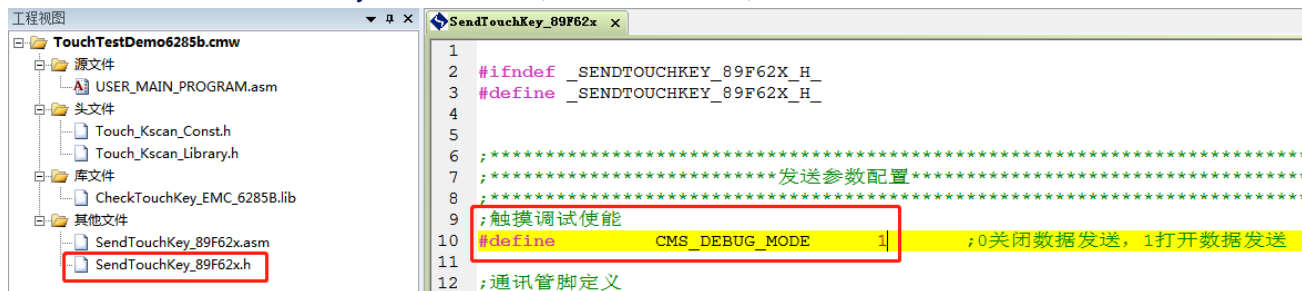 工程视图
TouchTestDemo6285b.cmw
源文件
USER_MAIN_PROGRAM.asm
头文件
Touch_Kscan_Const.h
Touch_Kscan_Library.h
库文件
CheckTouchKey_EMC_6285B.lib
其他文件
SendTouchKey_89F62x.asm
SendTouchKey_89F62x.h
SendTouchKey_89F62x x
1
2 #ifndef _SENDTOUCHKEY_89F62X_H_
3 #define _SENDTOUCHKEY_89F62X_H_
4
5
6 ;**************************************************************************
7 ;**************************发送参数配置************************************
8 ;**************************************************************************
9 ;触摸调试使能
10 #define CMS_DEBUG_MODE 1 ;0关闭数据发送，1打开数据发送
11
12 ;通讯管脚定义